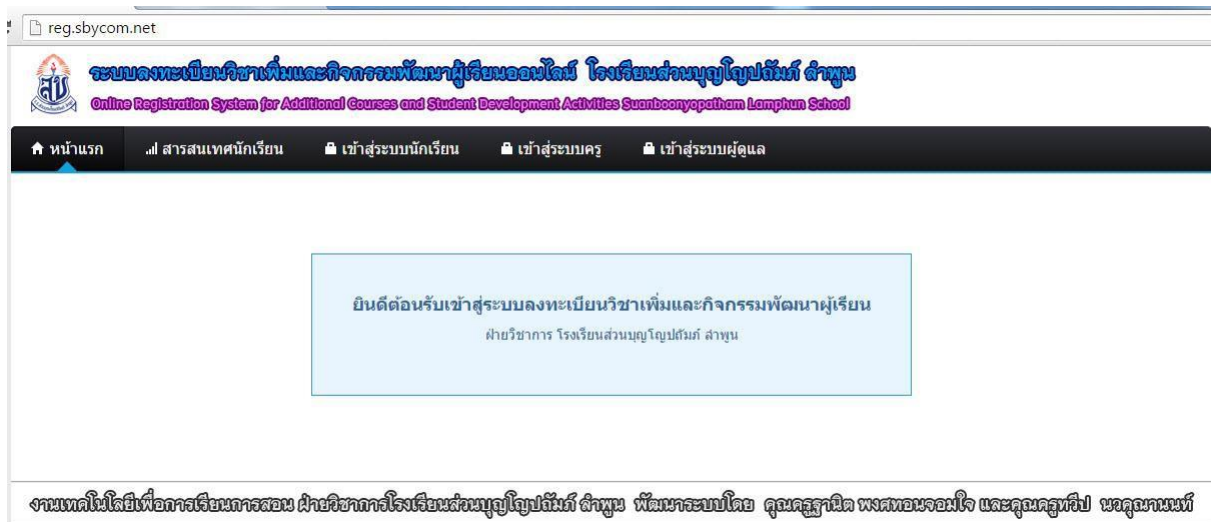 reg.sbycom.net
ระบบลงทะเบียนวิชาเพิ่มและกิจกรรมพัฒนาผู้เรียนออนไลน์ โรงเรียนส่วนบุญโญปถัมภ์ ลำพูน
Online Registration System for Additional Courses and Student Development Activities Suanboonyopatham Lamphun School
หน้าแรก สารสนเทศนักเรียน เข้าสู่ระบบนักเรียน เข้าสู่ระบบครู เข้าสู่ระบบผู้ดูแล
ยินดีต้อนรับเข้าสู่ระบบลงทะเบียนวิชาเพิ่มและกิจกรรมพัฒนาผู้เรียน
ฝ่ายวิชาการ โรงเรียนส่วนบุญโญปถัมภ์ ลำพูน
งานเทคโนโลยีเพื่อการเรียนการสอน ฝ่ายวิชาการโรงเรียนส่วนบุญโญปถัมภ์ ลำพูน พัฒนาระบบโดย คุณครูฐานิต พงศทอนจอมใจ และคุณครูทวีป นวคุณานนท์